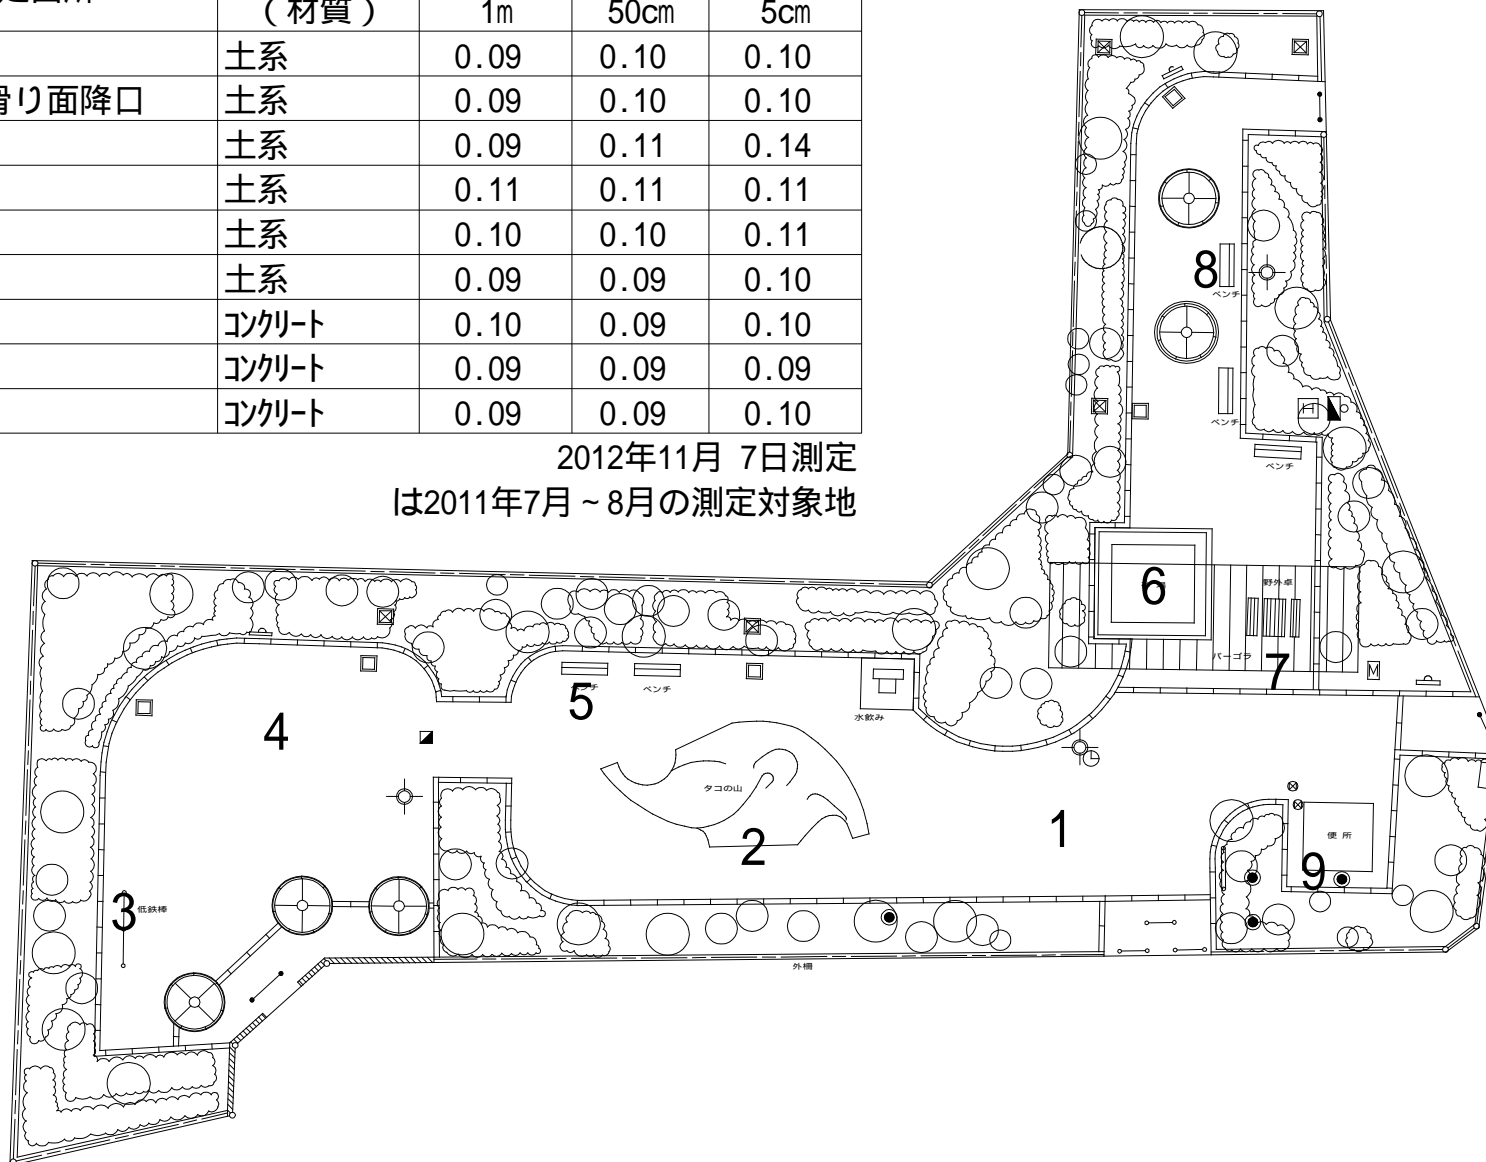 （材質） 1m 50cm 5cm
土系 0.09 0.10 0.10
滑り面降口 土系 0.09 0.10 0.10
土系 0.09 0.11 0.14
土系 0.11 0.11 0.11
土系 0.10 0.10 0.11
土系 0.09 0.09 0.10
コンクリート 0.10 0.09 0.10
コンクリート 0.09 0.09 0.09
コンクリート 0.09 0.09 0.10
2012年11月 7日測定
は2011年7月～8月の測定対象地
8
ベンチ
ベンチ
ベンチ
6
野外卓
パーゴラ
7
M
ベンチ
ベンチ
5
水飲み
4
タコの山
2
1
便所
9
3
低鉄棒
外柵